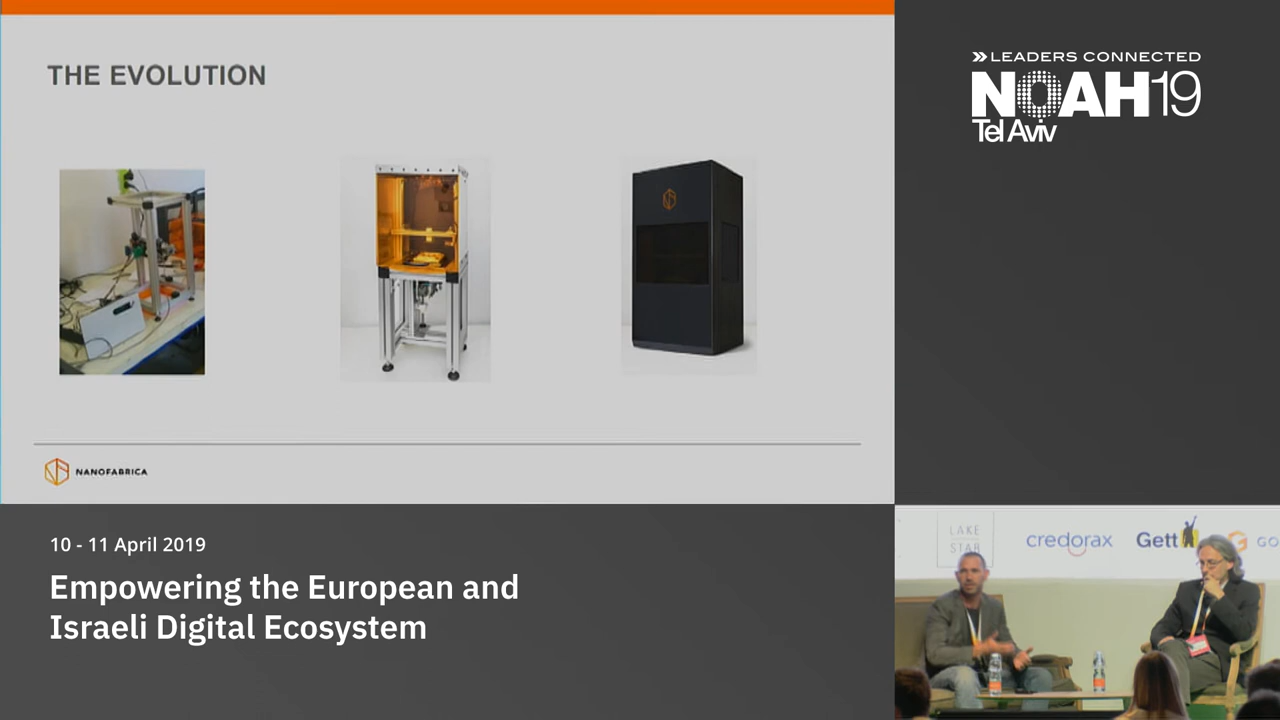 THE EVOLUTION
NANOFABRICA
LEADERS CONNECTED
NOAH19
Tel Aviv
10 - 11 April 2019
Empowering the European and
Israeli Digital Ecosystem
LAKE
STAR
credorax
Gett
GO